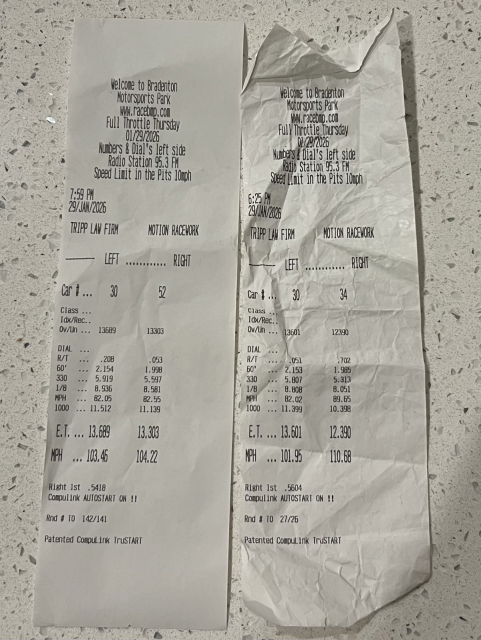 Welcome to Bradenton
Motorsports Park
www.racebmp.com
Full Throttle Thursday
01/29/2026
Numbers & Dial's left side
Radio Station 95.3 FM
Speed Limit in the Pits 10mph
7:59 PM
29/JAN/2026
TRIPP LAW FIRM MOTION RACEWORK
LEFT ............ RIGHT
Car # ... 30 52
Class ...
Idx/Rec..
Ov/Un ... 13689 13303
DIAL ...
R/T ... .208 .053
60' ... 2.154 1.998
330 ... 5.919 5.597
1/8 ... 8.936 8.581
MPH ... 82.05 82.55
1000 ... 11.512 11.139
E.T. ... 13.689 13.303
MPH ... 103.46 104.22
Right 1st .5418
Compulink AUTOSTART ON !!
Rnd # TO 142/141
Patented CompuLink TruSTART
Welcome to Bradenton
Motorsports Park
www.racebmp.com
Full Throttle Thursday
01/29/2026
Numbers & Dial's left side
Radio Station 95.3 FM
Speed Limit in the Pits 10mph
6:25 PM
29/JAN/2026
TRIPP LAW FIRM MOTION RACEWORK
LEFT ............ RIGHT
Car # ... 30 34
Class ...
Idx/Rec..
Ov/Un ... 13601 12390
DIAL ...
R/T ... .051 .702
60' ... 2.153 1.985
330 ... 5.807 5.313
1/8 ... 8.808 8.051
MPH ... 82.02 89.65
1000 ... 11.399 10.398
E.T. ... 13.601 12.390
MPH ... 101.95 110.68
Right 1st .5604
Compulink AUTOSTART ON !!
Rnd # TO 27/26
Patented CompuLink TruSTART